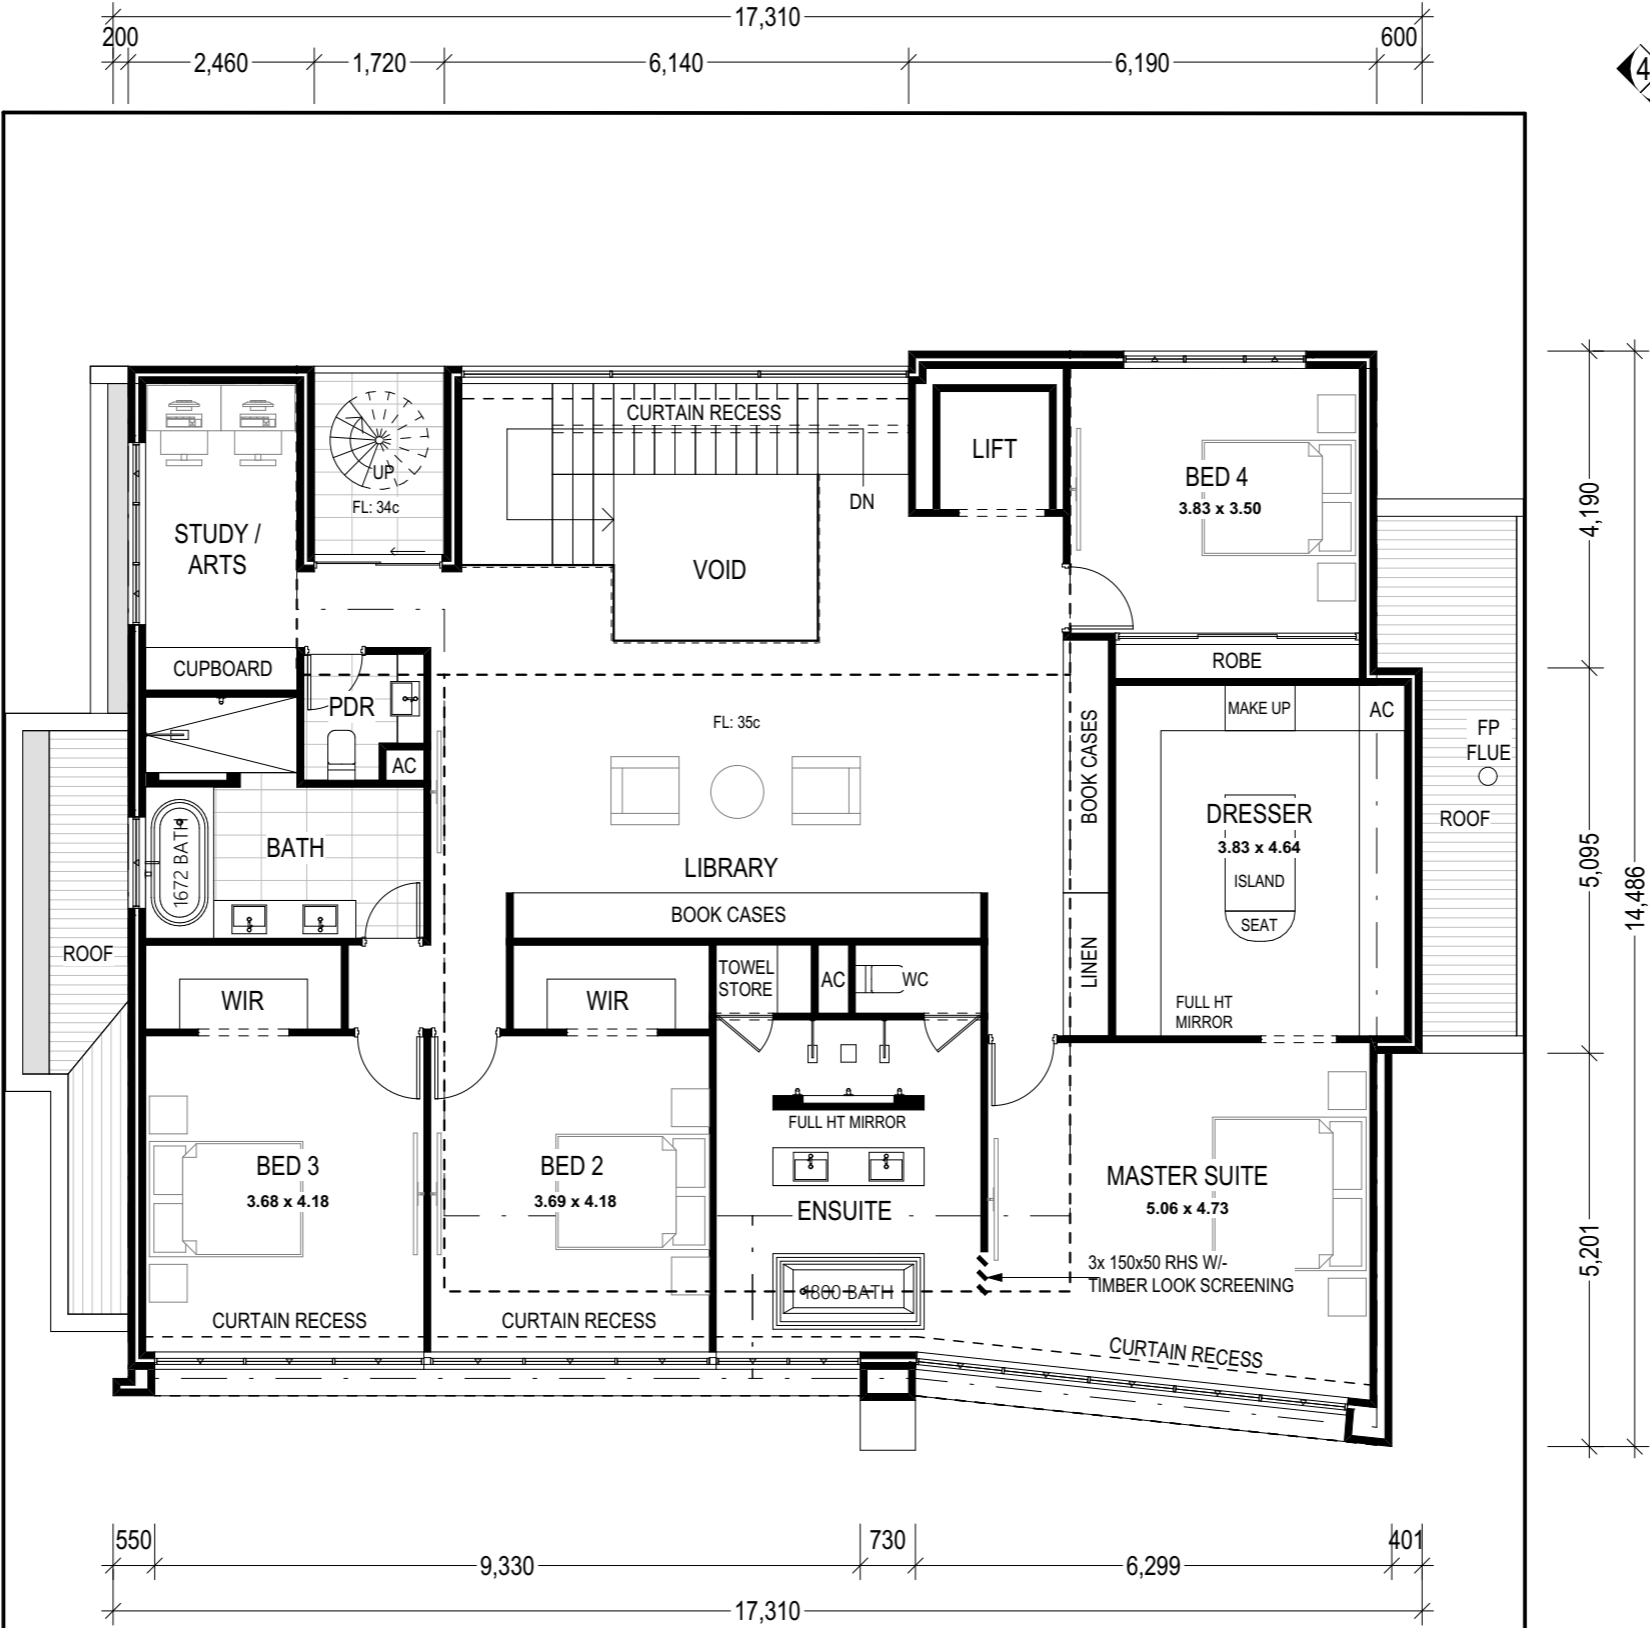 17,310
200
600
2,460
1,720
6,140
6,190
4
CURTAIN RECESS
LIFT
UP
FL: 34c
DN
BED 4
3.83 x 3.50
STUDY /
ARTS
VOID
4,190
CUPBOARD
ROBE
PDR
FL: 35c
MAKE UP
AC
AC
BOOK CASES
FP
FLUE
DRESSER
3.83 x 4.64
ROOF
1672 BATH
BATH
LIBRARY
ISLAND
SEAT
5,095
14,486
BOOK CASES
ROOF
WIR
WIR
TOWEL
STORE
AC
WC
LINEN
FULL HT
MIRROR
FULL HT MIRROR
BED 3
3.68 x 4.18
BED 2
3.69 x 4.18
ENSUITE
MASTER SUITE
5.06 x 4.73
3x 150x50 RHS W/-
TIMBER LOOK SCREENING
1800 BATH
5,201
CURTAIN RECESS
CURTAIN RECESS
CURTAIN RECESS
550
730
401
9,330
6,299
17,310